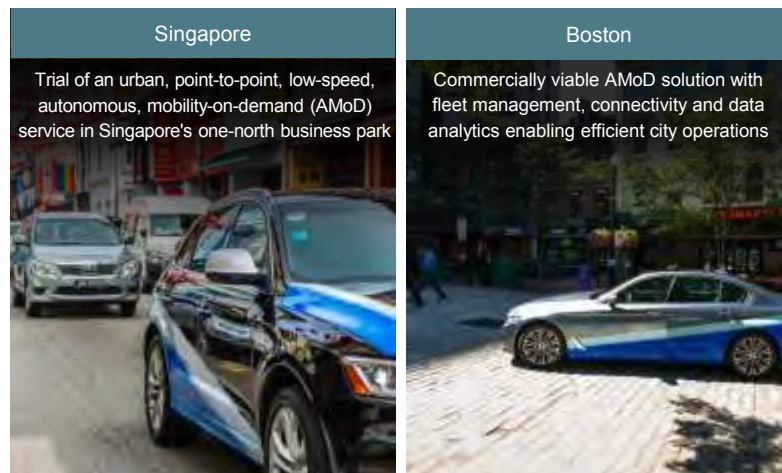 Singapore
Trial of an urban, point-to-point, low-speed,
autonomous, mobility-on-demand (AMoD)
service in Singapore's one-north business park
Boston
Commercially viable AMoD solution with
fleet management, connectivity and data
analytics enabling efficient city operations